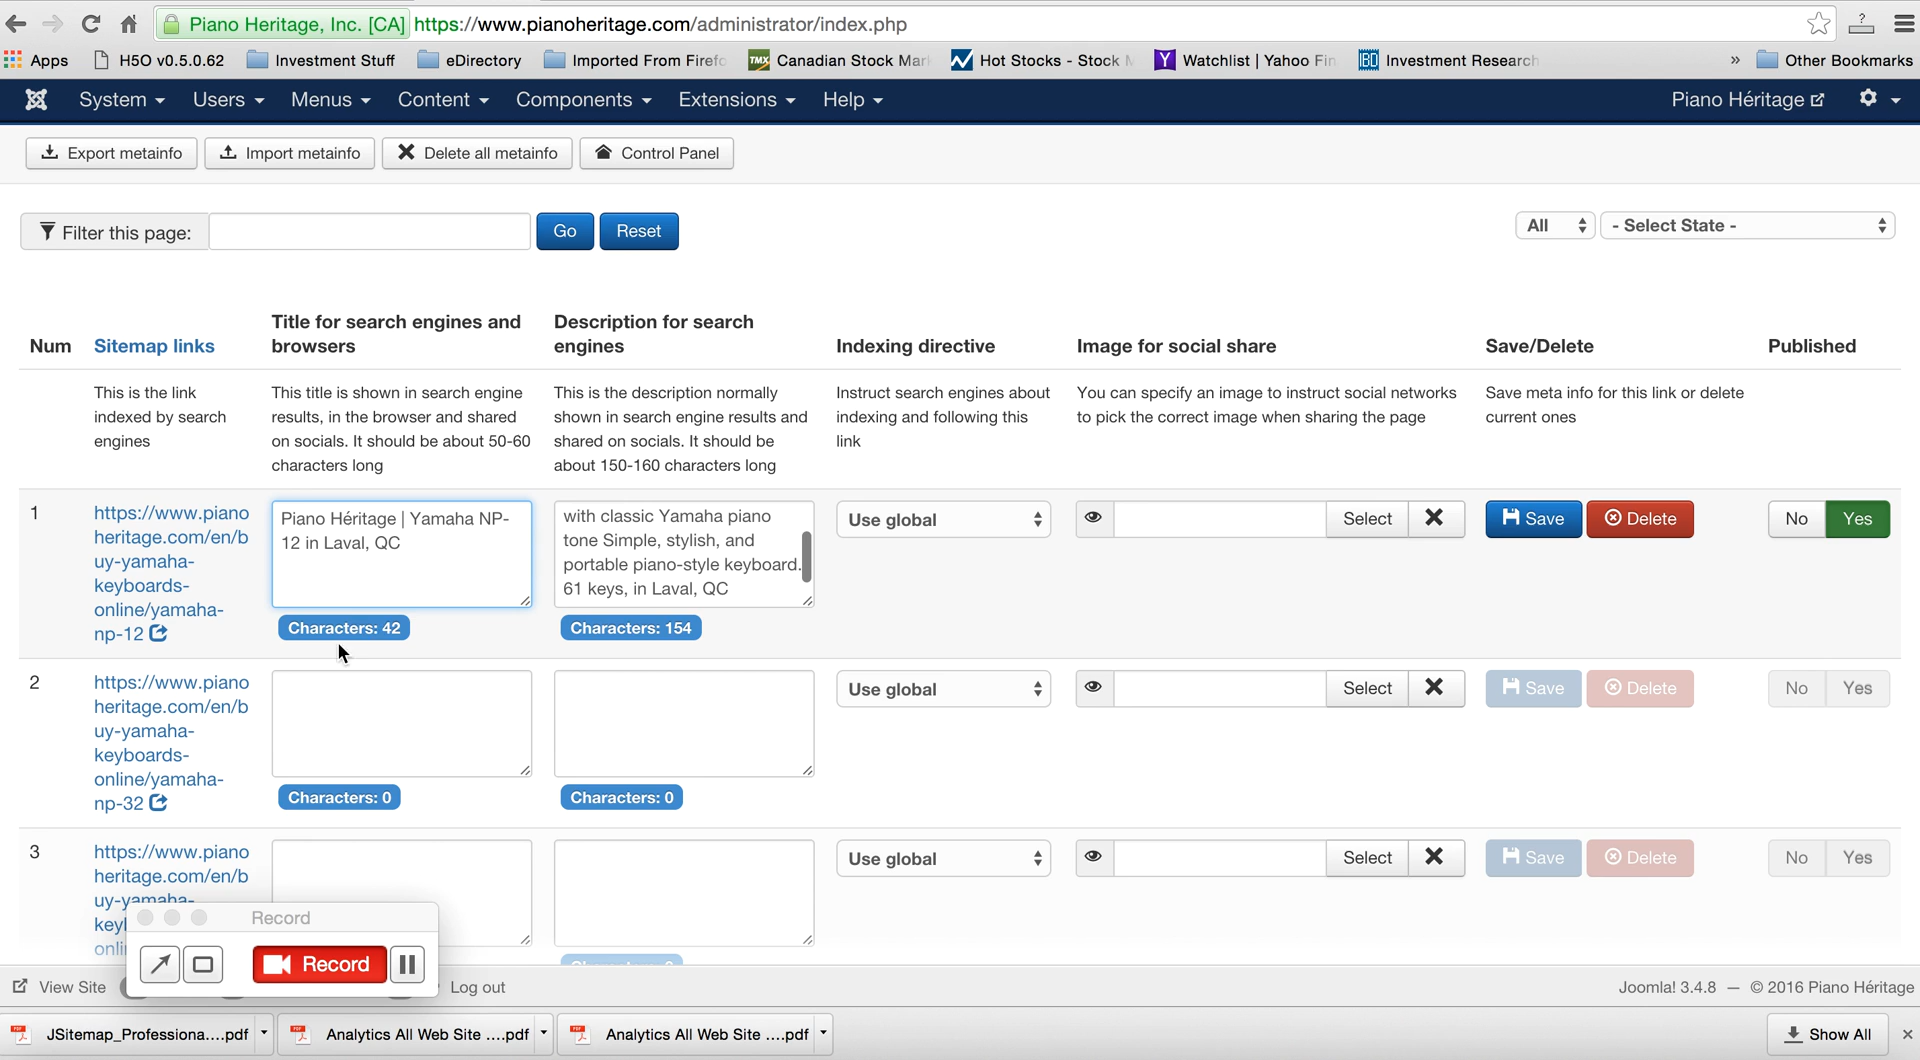 Piano Heritage, Inc. [CA] https://www.pianoheritage.com/administrator/index.php
Apps H5O v0.5.0.62 Investment Stuff eDirectory Imported From Firefo Canadian Stock Mar Hot Stocks - Stock M Watchlist | Yahoo Fin IBD Investment Research » Other Bookmarks
System Users Menus Content Components Extensions Help Piano Héritage
Export metainfo Import metainfo Delete all metainfo Control Panel
Filter this page: Go Reset All - Select State -
Title for search engines and Description for search
Num Sitemap links browsers engines Indexing directive Image for social share Save/Delete Published
This is the link This title is shown in search engine This is the description normally Instruct search engines about You can specify an image to instruct social networks Save meta info for this link or delete
indexed by search results, in the browser and shared shown in search engine results and indexing and following this to pick the correct image when sharing the page current ones
engines on socials. It should be about 50-60 shared on socials. It should be link
characters long about 150-160 characters long
1 https://www.piano Piano Héritage | Yamaha NP- with classic Yamaha piano Use global Select Save Delete No Yes
heritage.com/en/b 12 in Laval, QC tone Simple, stylish, and
uy-yamaha- portable piano-style keyboard.
keyboards- 61 keys, in Laval, QC
online/yamaha-
np-12 Characters: 42 Characters: 154
2 https://www.piano Use global Select Save Delete No Yes
heritage.com/en/b
uy-yamaha-
keyboards-
online/yamaha-
np-32 Characters: 0 Characters: 0
3 https://www.piano Use global Select Save Delete No Yes
heritage.com/en/b
uy-yamaha-
Record
Record
View Site Log out Joomla! 3.4.8 — © 2016 Piano Héritage
JSitemap_Professiona....pdf Analytics All Web Site ....pdf Analytics All Web Site ....pdf Show All